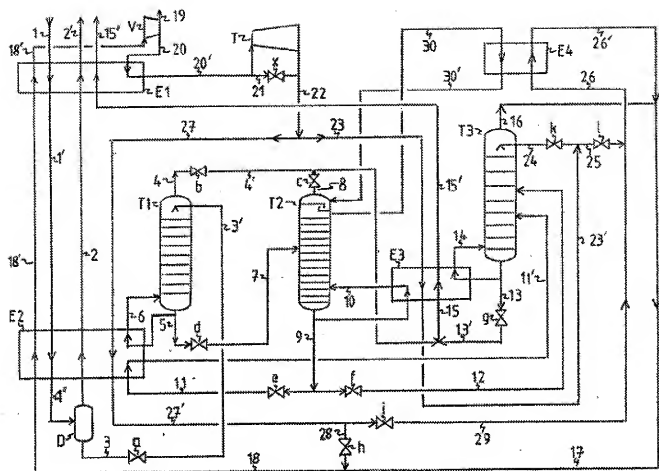 1 2' 15' V 19
18' 20
20' T x 30 E4 26'
E1 21 22 30' 26
27 23 16
T3 k l
4 b 4' c 8 24 25
1' T1 3' T2 15' 23'
2 7 14 11'
18' E3 13
E2 6 10 g
5 d 15 13'
9
4" 11 e f 12
D 27' i
28 29
3 a h
18 17